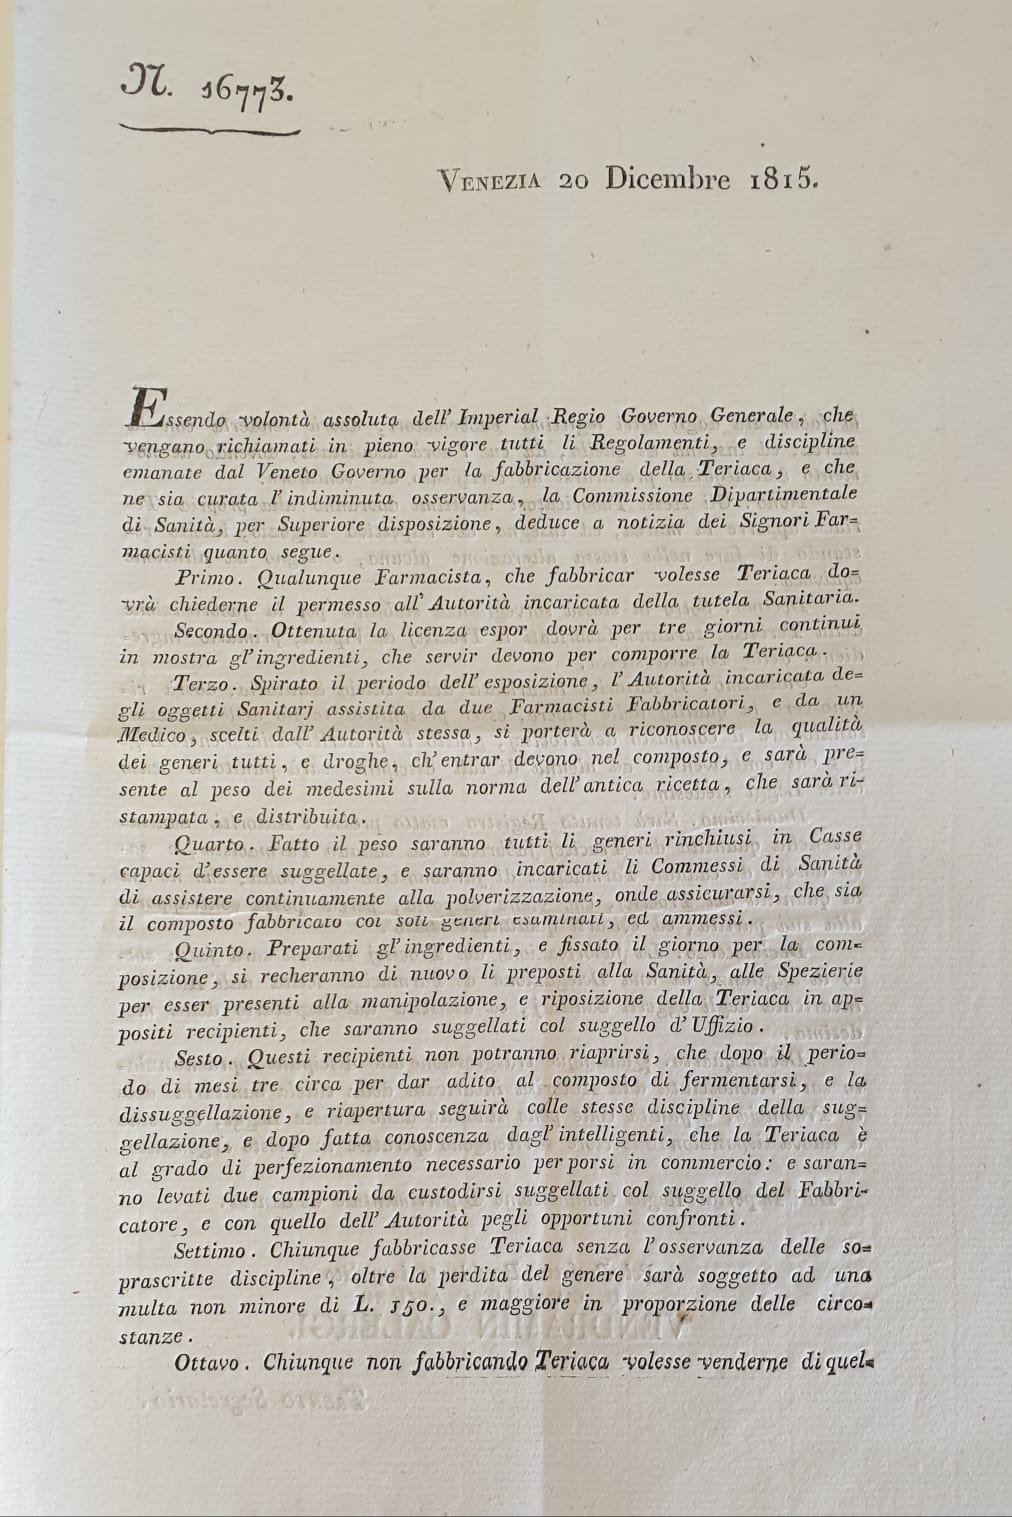 N. 16773.
Venezia 20 Dicembre 1815.
Essendo volontà assoluta dell' Imperial Regio Governo Generale, che
vengano richiamati in pieno vigore tutti li Regolamenti, e discipline
emanate dal Veneto Governo per la fabbricazione della Teriaca, e che
ne sia curata l'indiminuta osservanza, la Commissione Dipartimentale
di Sanità, per Superiore disposizione, deduce a notizia dei Signori Far=
macisti quanto segue.
Primo. Qualunque Farmacista, che fabbricar volesse Teriaca do=
vrà chiederne il permesso all' Autorità incaricata della tutela Sanitaria.
Secondo. Ottenuta la licenza espor dovrà per tre giorni continui
in mostra gl'ingredienti, che servir devono per comporre la Teriaca.
Terzo. Spirato il periodo dell'esposizione, l'Autorità incaricata de=
gli oggetti Sanitarj assistita da due Farmacisti Fabbricatori, e da un
Medico, scelti dall' Autorità stessa, si porterà a riconoscere la qualità
dei generi tutti, e droghe, ch'entrar devono nel composto, e sarà pre=
sente al peso dei medesimi sulla norma dell'antica ricetta, che sarà ri-
stampata, e distribuita.
Quarto. Fatto il peso saranno tutti li generi rinchiusi in Casse
capaci d'essere suggellate, e saranno incaricati li Commessi di Sanità
di assistere continuamente alla polverizzazione, onde assicurarsi, che sia
il composto fabbricato coi soli generi esaminati, ed ammessi.
Quinto. Preparati gl'ingredienti, e fissato il giorno per la com=
posizione, si recheranno di nuovo li preposti alla Sanità, alle Spezierie
per esser presenti alla manipolazione, e riposizione della Teriaca in ap=
positi recipienti, che saranno suggellati col suggello d'Uffizio.
Sesto. Questi recipienti non potranno riaprirsi, che dopo il perio=
do di mesi tre circa per dar adito al composto di fermentarsi, e la
dissuggellazione, e riapertura seguirà colle stesse discipline della sug=
gellazione, e dopo fatta conoscenza dagl'intelligenti, che la Teriaca è
al grado di perfezionamento necessario per porsi in commercio: e saran=
no levati due campioni da custodirsi suggellati col suggello del Fabbri-
catore, e con quello dell'Autorità pegli opportuni confronti.
Settimo. Chiunque fabbricasse Teriaca senza l'osservanza delle so=
prascritte discipline, oltre la perdita del genere sarà soggetto ad una
multa non minore di L. 150., e maggiore in proporzione delle circo=
stanze.
Ottavo. Chiunque non fabbricando Teriaca volesse venderne di quel=